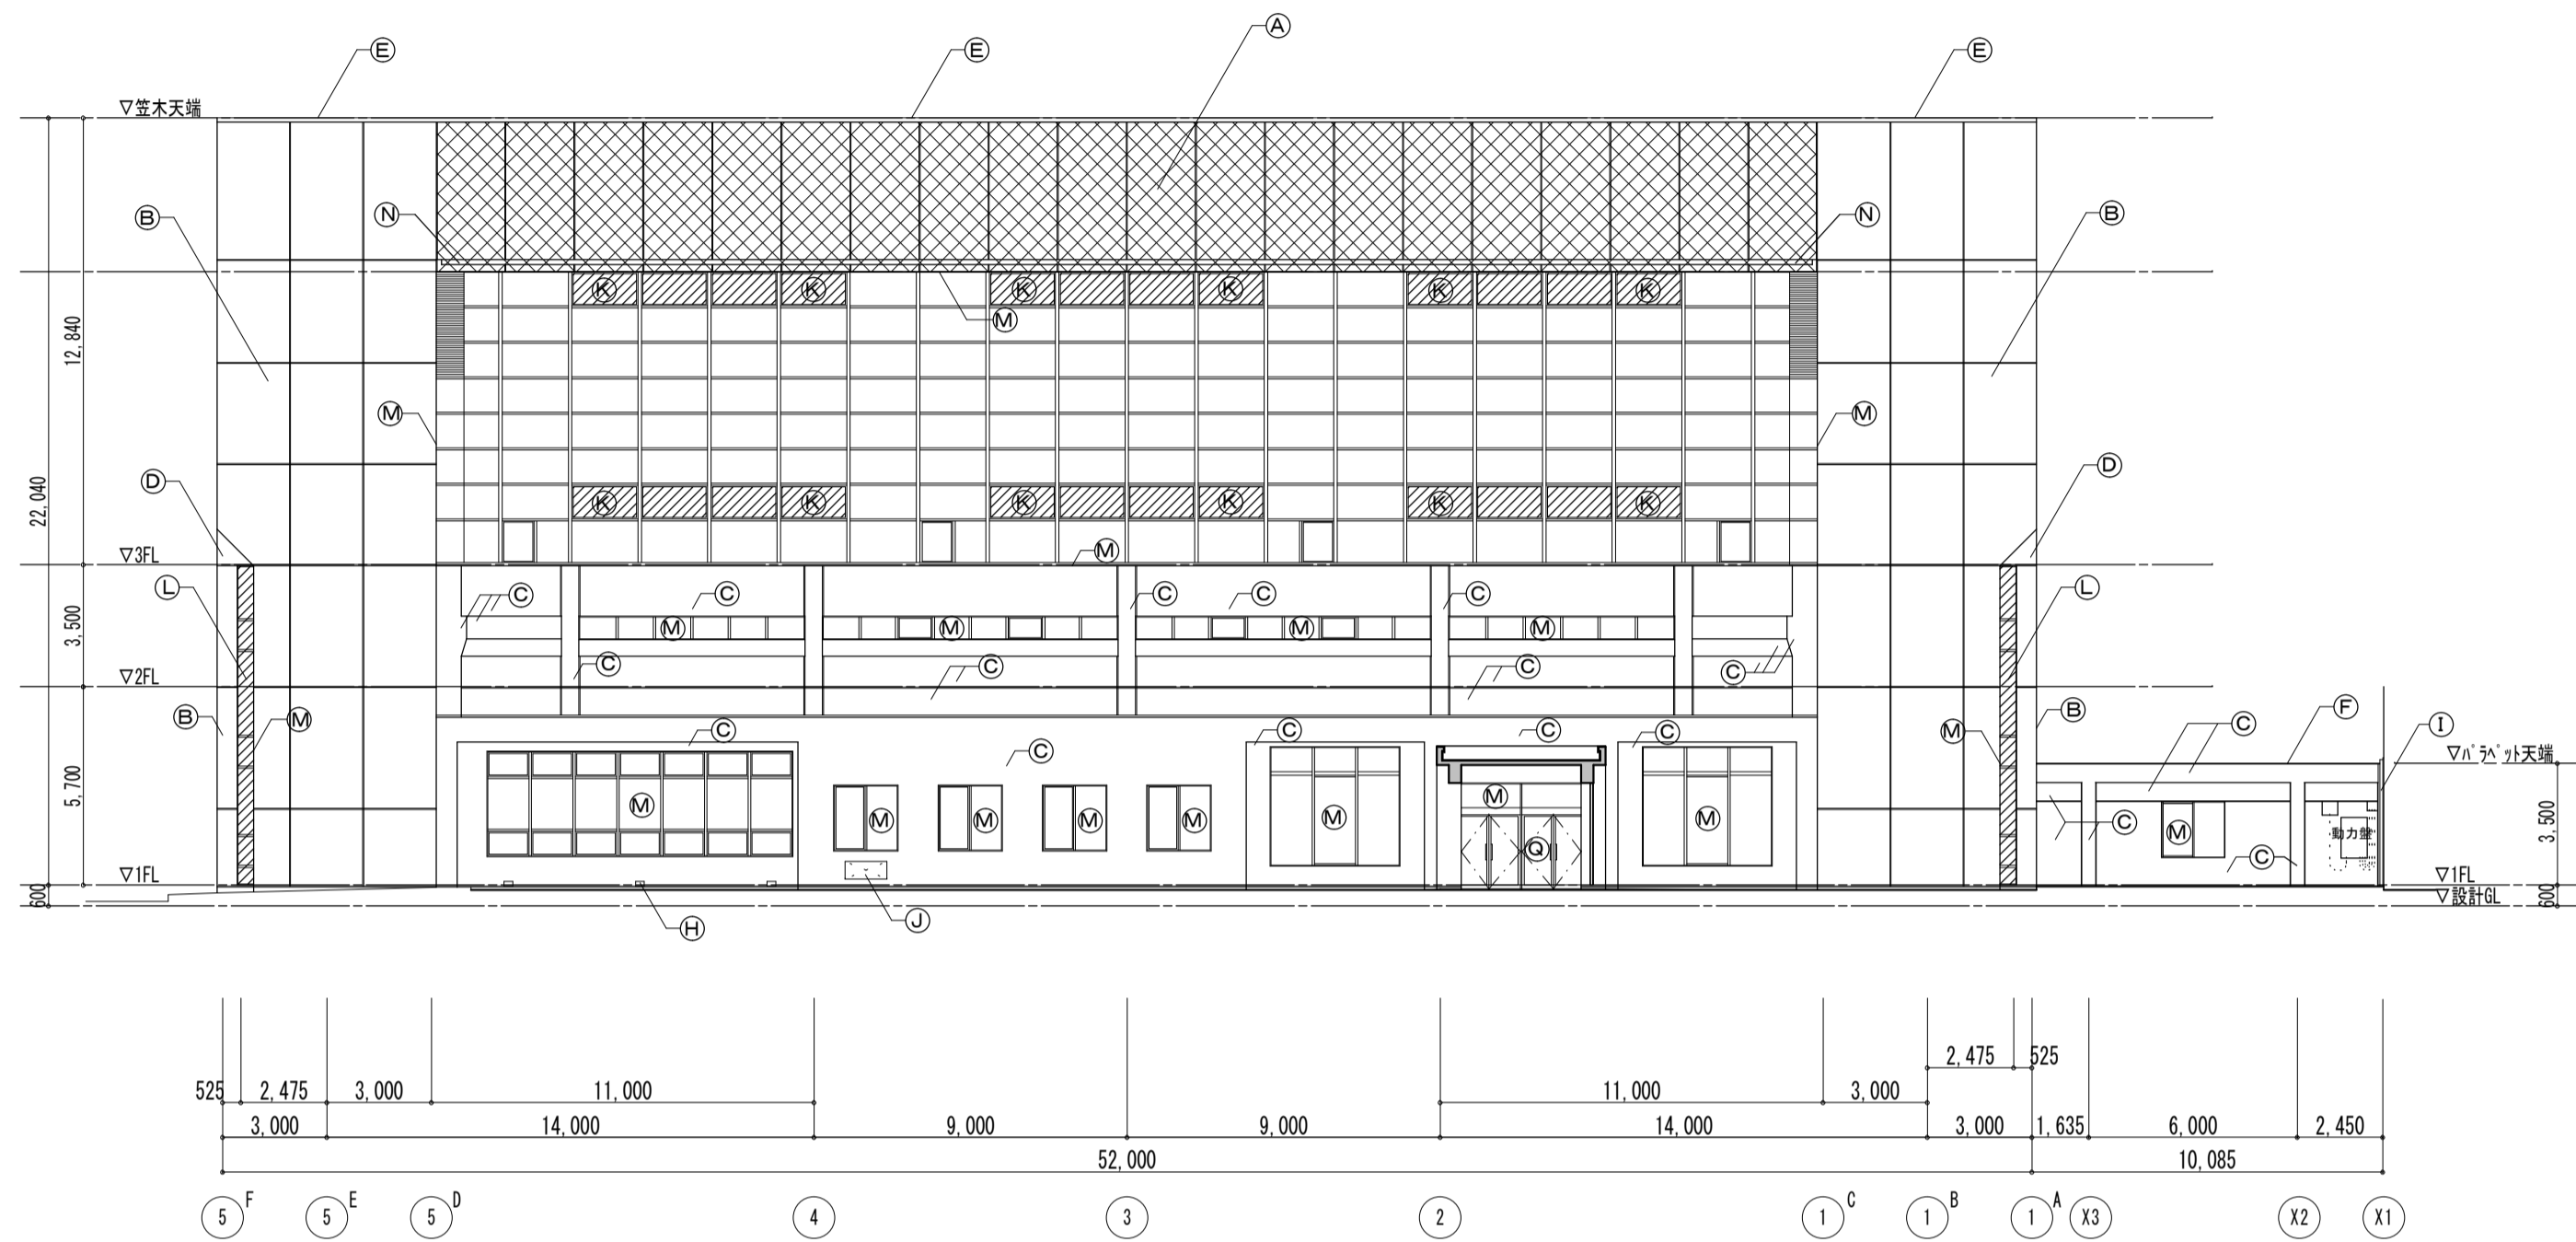 Ⓐ
Ⓔ Ⓔ Ⓔ
▽笠木天端
Ⓑ Ⓝ Ⓝ Ⓑ
Ⓚ Ⓚ Ⓚ Ⓚ Ⓚ Ⓚ
Ⓜ
12,840
Ⓜ Ⓜ
Ⓓ Ⓓ
22,040
Ⓚ Ⓚ Ⓚ Ⓚ Ⓚ Ⓚ
▽3FL Ⓜ
Ⓛ Ⓒ Ⓒ Ⓒ Ⓒ Ⓒ Ⓛ
3,500 Ⓜ Ⓜ Ⓜ Ⓜ
▽2FL Ⓒ Ⓒ Ⓒ Ⓒ
Ⓑ Ⓜ Ⓒ Ⓒ Ⓒ Ⓒ Ⓜ Ⓑ Ⓒ Ⓕ Ⓘ
Ⓒ ▽パラペット天端
5,700 Ⓜ Ⓜ Ⓜ Ⓜ Ⓜ Ⓜ Ⓜ Ⓜ Ⓒ Ⓜ 動力盤 3,500
Ⓠ Ⓒ
▽1FL Ⓙ ▽1FL
600 Ⓗ ▽設計GL 600
2,475 525
525 2,475 3,000 11,000 11,000 3,000
3,000 14,000 9,000 9,000 14,000 3,000 1,635 6,000 2,450
52,000 10,085
5 F 5 E 5 D 4 3 2 1 C 1 B 1 A X3 X2 X1